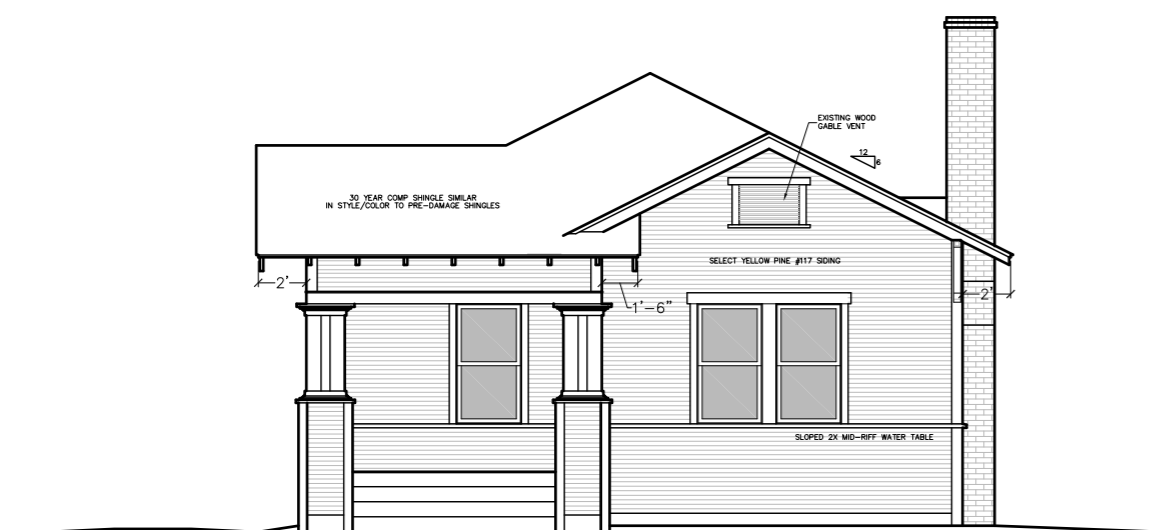 EXISTING WOOD
GABLE VENT
12
6
30 YEAR COMP SHINGLE SIMILAR
IN STYLE/COLOR TO PRE-DAMAGE SHINGLES
SELECT YELLOW PINE #117 SIDING
2'
1'-6"
2'
SLOPED 2X MID-RIFF WATER TABLE